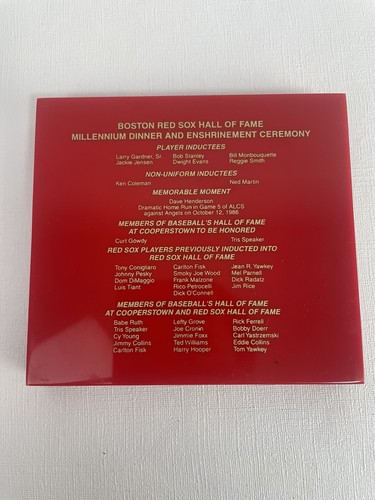 BOSTON RED SOX HALL OF FAME
MILLENNIUM DINNER AND ENSHRINEMENT CEREMONY
PLAYER INDUCTEES
Larry Gardner, Sr. Bob Stanley Bill Monbouquette
Jackie Jensen Dwight Evans Reggie Smith
NON-UNIFORM INDUCTEES
Ken Coleman Ned Martin
MEMORABLE MOMENT
Dave Henderson
Dramatic Home Run in Game 5 of ALCS
against Angels on October 12, 1986
MEMBERS OF BASEBALL'S HALL OF FAME
AT COOPERSTOWN TO BE HONORED
Curt Gowdy Tris Speaker
RED SOX PLAYERS PREVIOUSLY INDUCTED INTO
RED SOX HALL OF FAME
Tony Conigliaro Carlton Fisk Jean R. Yawkey
Johnny Pesky Smoky Joe Wood Mel Parnell
Dom DiMaggio Frank Malzone Dick Radatz
Luis Tiant Rico Petrocelli Jim Rice
Dick O'Connell
MEMBERS OF BASEBALL'S HALL OF FAME
AT COOPERSTOWN AND RED SOX HALL OF FAME
Babe Ruth Lefty Grove Rick Ferrell
Tris Speaker Joe Cronin Bobby Doerr
Cy Young Jimmie Foxx Carl Yastrzemski
Jimmy Collins Ted Williams Eddie Collins
Carlton Fisk Harry Hooper Tom Yawkey